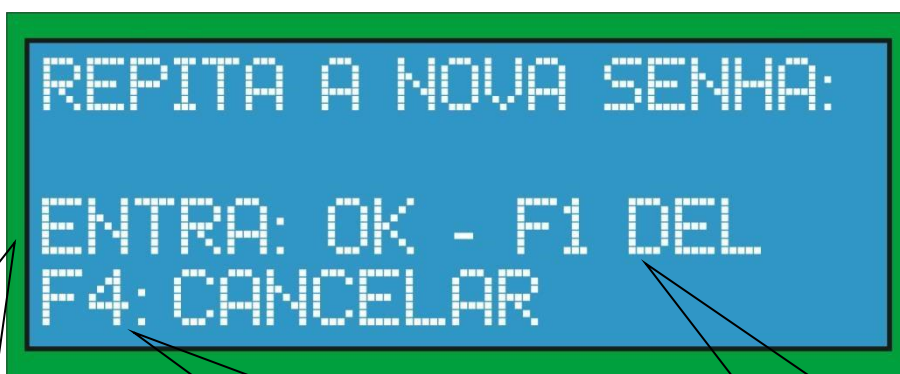 REPITA A NOVA SENHA:
ENTRA: OK - F1 DEL
F4: CANCELAR